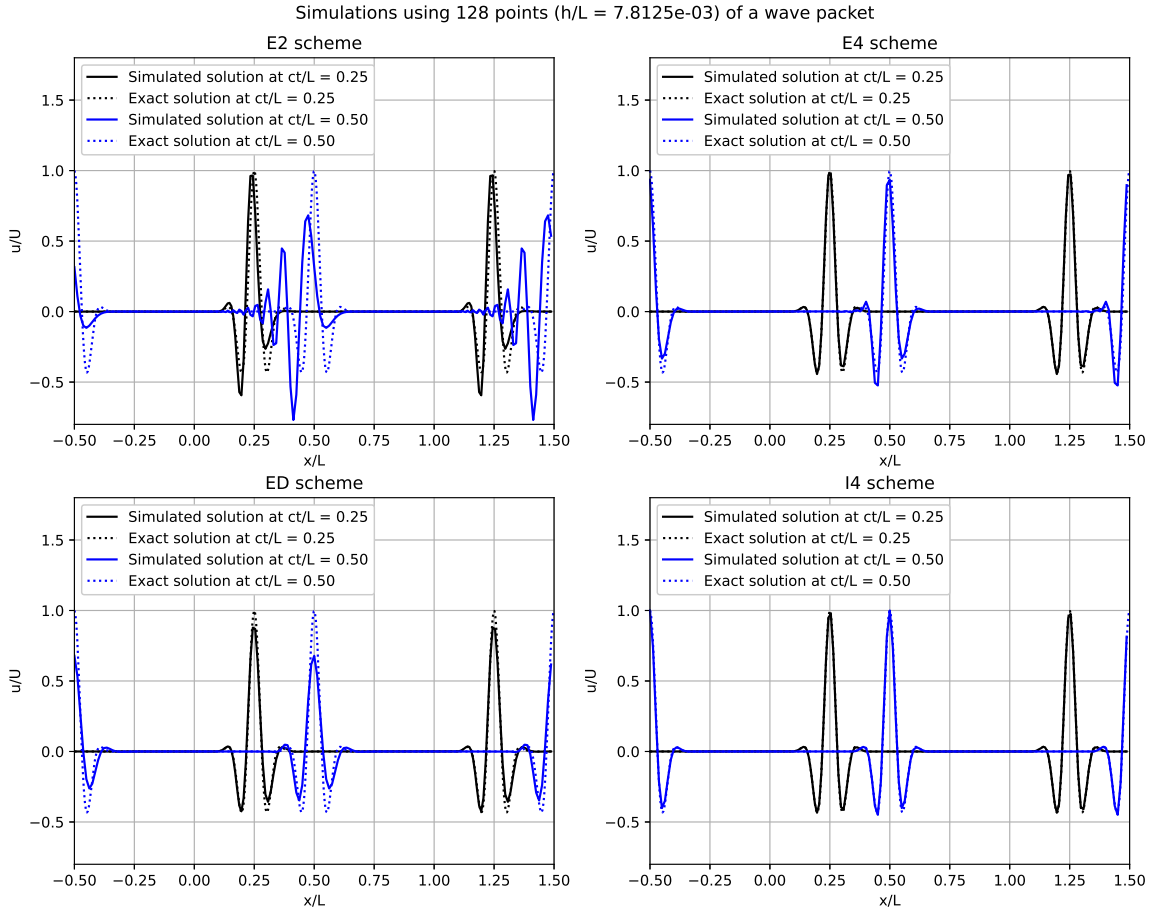 Simulations using 128 points (h/L = 7.8125e-03) of a wave packet
E2 scheme
Simulated solution at ct/L = 0.25
Exact solution at ct/L = 0.25
Simulated solution at ct/L = 0.50
Exact solution at ct/L = 0.50
u/U
1.5
1.0
0.5
0.0
−0.5
−0.50 −0.25 0.00 0.25 0.50 0.75 1.00 1.25 1.50
x/L
E4 scheme
Simulated solution at ct/L = 0.25
Exact solution at ct/L = 0.25
Simulated solution at ct/L = 0.50
Exact solution at ct/L = 0.50
u/U
1.5
1.0
0.5
0.0
−0.5
−0.50 −0.25 0.00 0.25 0.50 0.75 1.00 1.25 1.50
x/L
ED scheme
Simulated solution at ct/L = 0.25
Exact solution at ct/L = 0.25
Simulated solution at ct/L = 0.50
Exact solution at ct/L = 0.50
u/U
1.5
1.0
0.5
0.0
−0.5
−0.50 −0.25 0.00 0.25 0.50 0.75 1.00 1.25 1.50
x/L
I4 scheme
Simulated solution at ct/L = 0.25
Exact solution at ct/L = 0.25
Simulated solution at ct/L = 0.50
Exact solution at ct/L = 0.50
u/U
1.5
1.0
0.5
0.0
−0.5
−0.50 −0.25 0.00 0.25 0.50 0.75 1.00 1.25 1.50
x/L